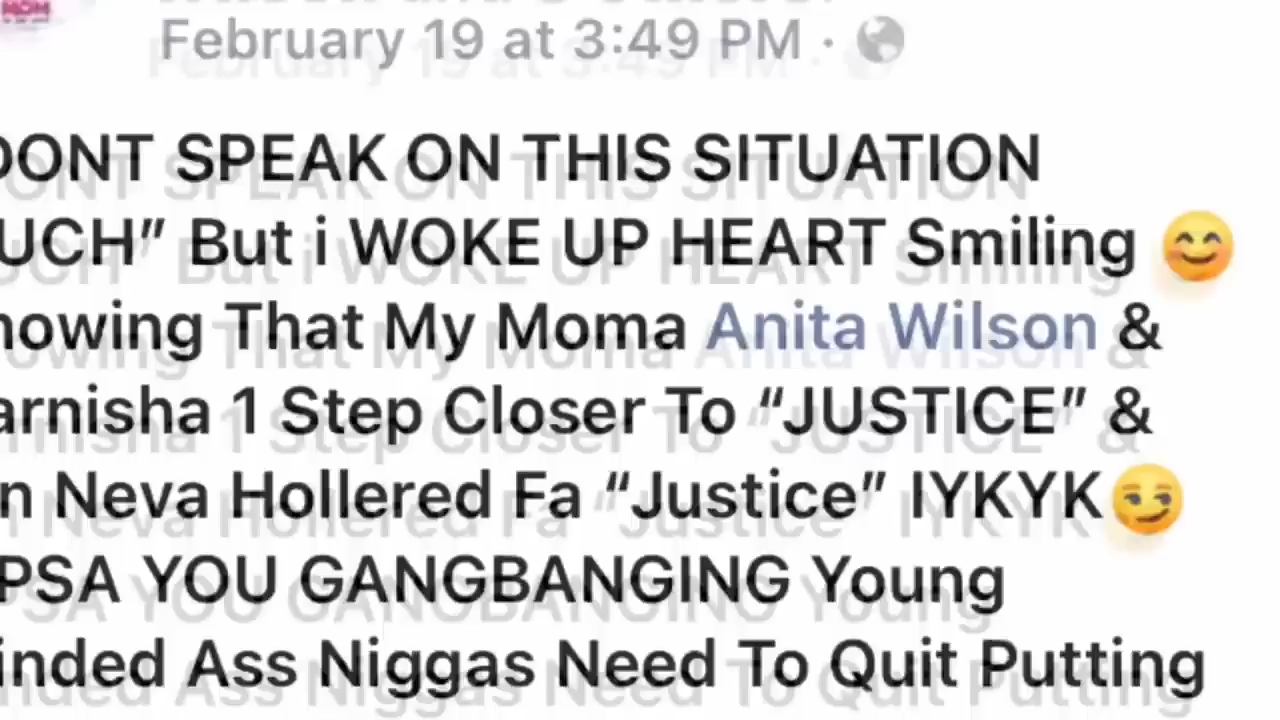 MOM
February 19 at 3:49 PM ·
DONT SPEAK ON THIS SITUATION
UCH” But i WOKE UP HEART Smiling 😊
nowing That My Moma Anita Wilson &
arnisha 1 Step Closer To “JUSTICE” &
n Neva Hollered Fa “Justice” IYKYK😏
PSA YOU GANGBANGING Young
inded Ass Niggas Need To Quit Putting